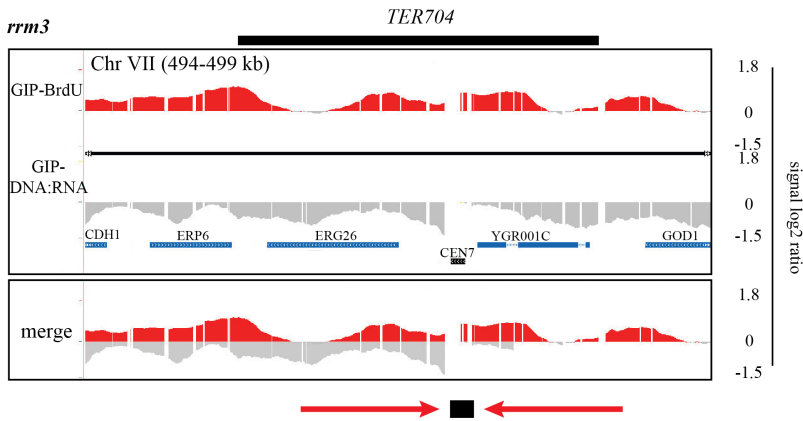 TER704
rrm3
Chr VII (494-499 kb)
GIP-BrdU
1.8
0
-1.5
GIP-
DNA:RNA
1.8
0
-1.5
CDH1
ERP6
ERG26
CEN7
YGR001C
GOD1
merge
1.8
0
-1.5
signal log2 ratio